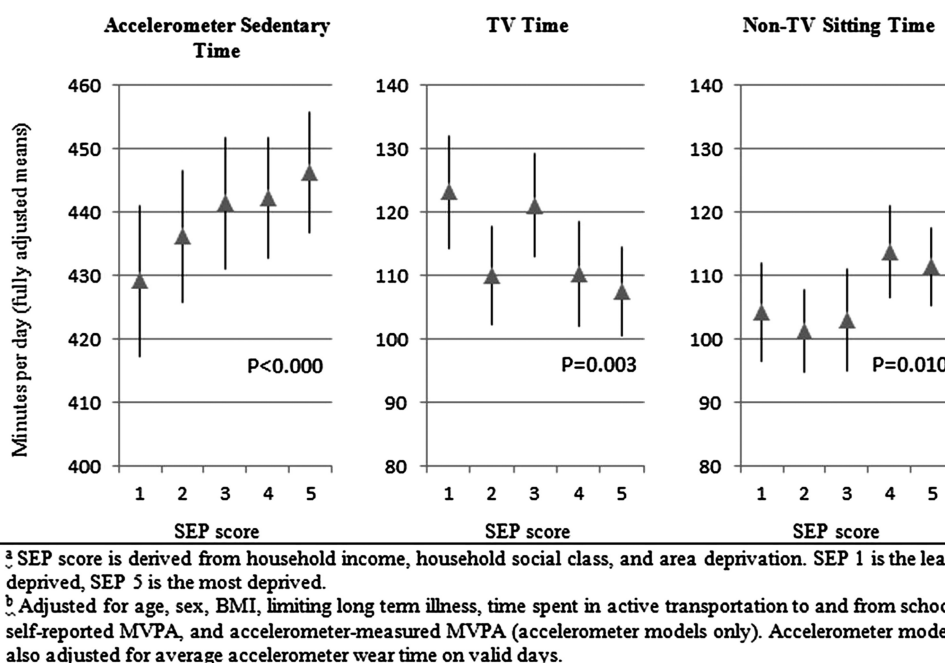 Accelerometer Sedentary
Time
TV Time
Non-TV Sitting Time
Minutes per day (fully adjusted means)
460
450
440
430
420
410
400
P<0.000
1 2 3 4 5
SEP score
140
130
120
110
100
90
80
P=0.003
1 2 3 4 5
SEP score
140
130
120
110
100
90
80
P=0.010
1 2 3 4 5
SEP score
a SEP score is derived from household income, household social class, and area deprivation. SEP 1 is the lea
deprived, SEP 5 is the most deprived.
b Adjusted for age, sex, BMI, limiting long term illness, time spent in active transportation to and from schoo
self-reported MVPA, and accelerometer-measured MVPA (accelerometer models only). Accelerometer mode
also adjusted for average accelerometer wear time on valid days.